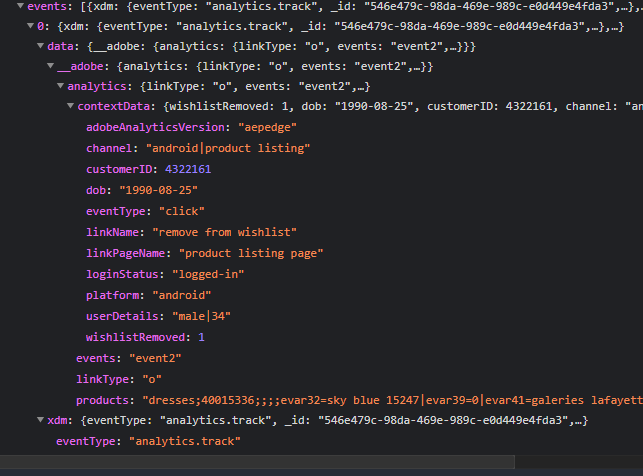 events: [{xdm: {eventType: "analytics.track", _id: "546e479c-98da-469e-989c-e0d449e4fda3",…},…
0: {xdm: {eventType: "analytics.track", _id: "546e479c-98da-469e-989c-e0d449e4fda3",…},…}
data: {__adobe: {analytics: {linkType: "o", events: "event2",…}}}
__adobe: {analytics: {linkType: "o", events: "event2",…}}
analytics: {linkType: "o", events: "event2",…}
contextData: {wishlistRemoved: 1, dob: "1990-08-25", customerID: 4322161, channel: "an
adobeAnalyticsVersion: "aepedge"
channel: "android|product listing"
customerID: 4322161
dob: "1990-08-25"
eventType: "click"
linkName: "remove from wishlist"
linkPageName: "product listing page"
loginStatus: "logged-in"
platform: "android"
userDetails: "male|34"
wishlistRemoved: 1
events: "event2"
linkType: "o"
products: "dresses;40015336;;;;evar32=sky blue 15247|evar39=0|evar41=galeries lafayett
xdm: {eventType: "analytics.track", _id: "546e479c-98da-469e-989c-e0d449e4fda3",…}
eventType: "analytics.track"